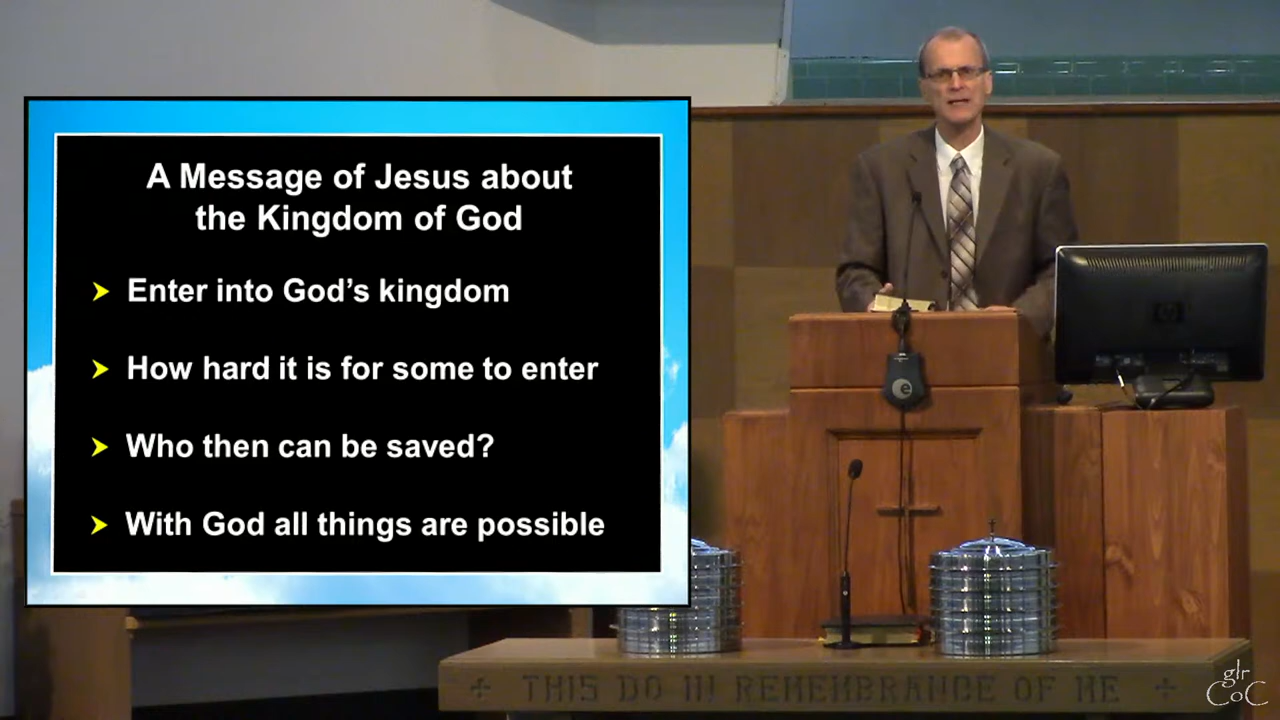 A Message of Jesus about
the Kingdom of God
Enter into God's kingdom
How hard it is for some to enter
Who then can be saved?
With God all things are possible
THIS DO IN REMEMBRANCE OF ME
glr
CoC
e
hp